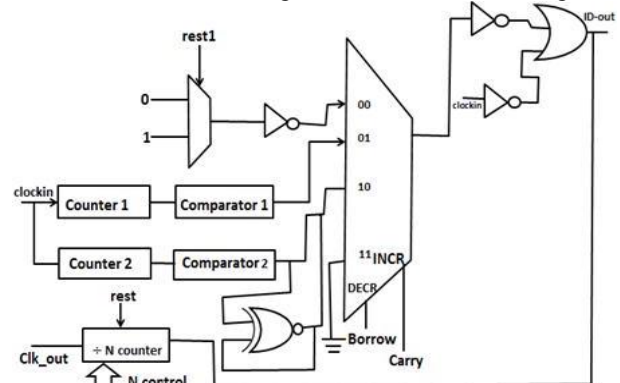 rest1
ID-out
0
1
00
01
10
11 INCR
DECR
clockin
clockin
Counter 1
Comparator 1
Counter 2
Comparator 2
rest
÷ N counter
Clk_out
N control
Borrow
Carry